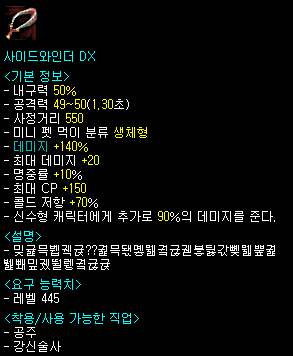 사이드와인더 DX
<기본 정보>
- 내구력 50%
- 공격력 49~50(1,30초)
- 사정거리 550
- 미니 펫 먹이 분류 생체형
- 데미지 +140%
- 최대 데미지 +20
- 명중률 +10%
- 최대 CP +150
- 콜드 저항 +70%
- 신수형 캐릭터에게 추가로 90%의 데미지를 준다.
<설명>
<요구 능력치>
- 레벨 445
<착용/사용 가능한 직업>
- 공주
- 강신술사